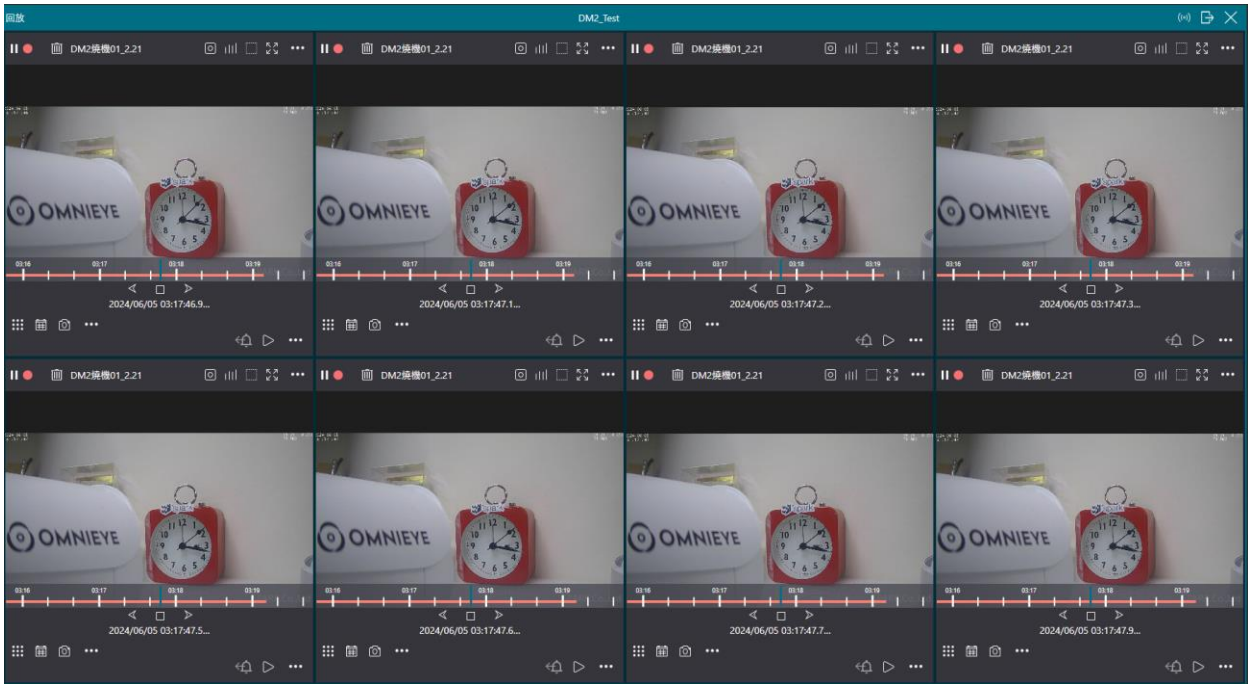 回放
DM2_Test
DM2燒機01_2.21
DM2燒機01_2.21
DM2燒機01_2.21
DM2燒機01_2.21
OMNIEYE
OMNIEYE
OMNIEYE
OMNIEYE
Spark
03:16 03:17 03:18 03:19
03:16 03:17 03:18 03:19
03:16 03:17 03:18 03:19
03:16 03:17 03:18 03:19
2024/06/05 03:17:46.9...
2024/06/05 03:17:47.1...
2024/06/05 03:17:47.2...
2024/06/05 03:17:47.3...
DM2燒機01_2.21
DM2燒機01_2.21
DM2燒機01_2.21
DM2燒機01_2.21
OMNIEYE
OMNIEYE
OMNIEYE
OMNIEYE
03:16 03:17 03:18 03:19
03:16 03:17 03:18 03:19
03:16 03:17 03:18 03:19
03:16 03:17 03:18 03:19
2024/06/05 03:17:47.5...
2024/06/05 03:17:47.6...
2024/06/05 03:17:47.7...
2024/06/05 03:17:47.9...